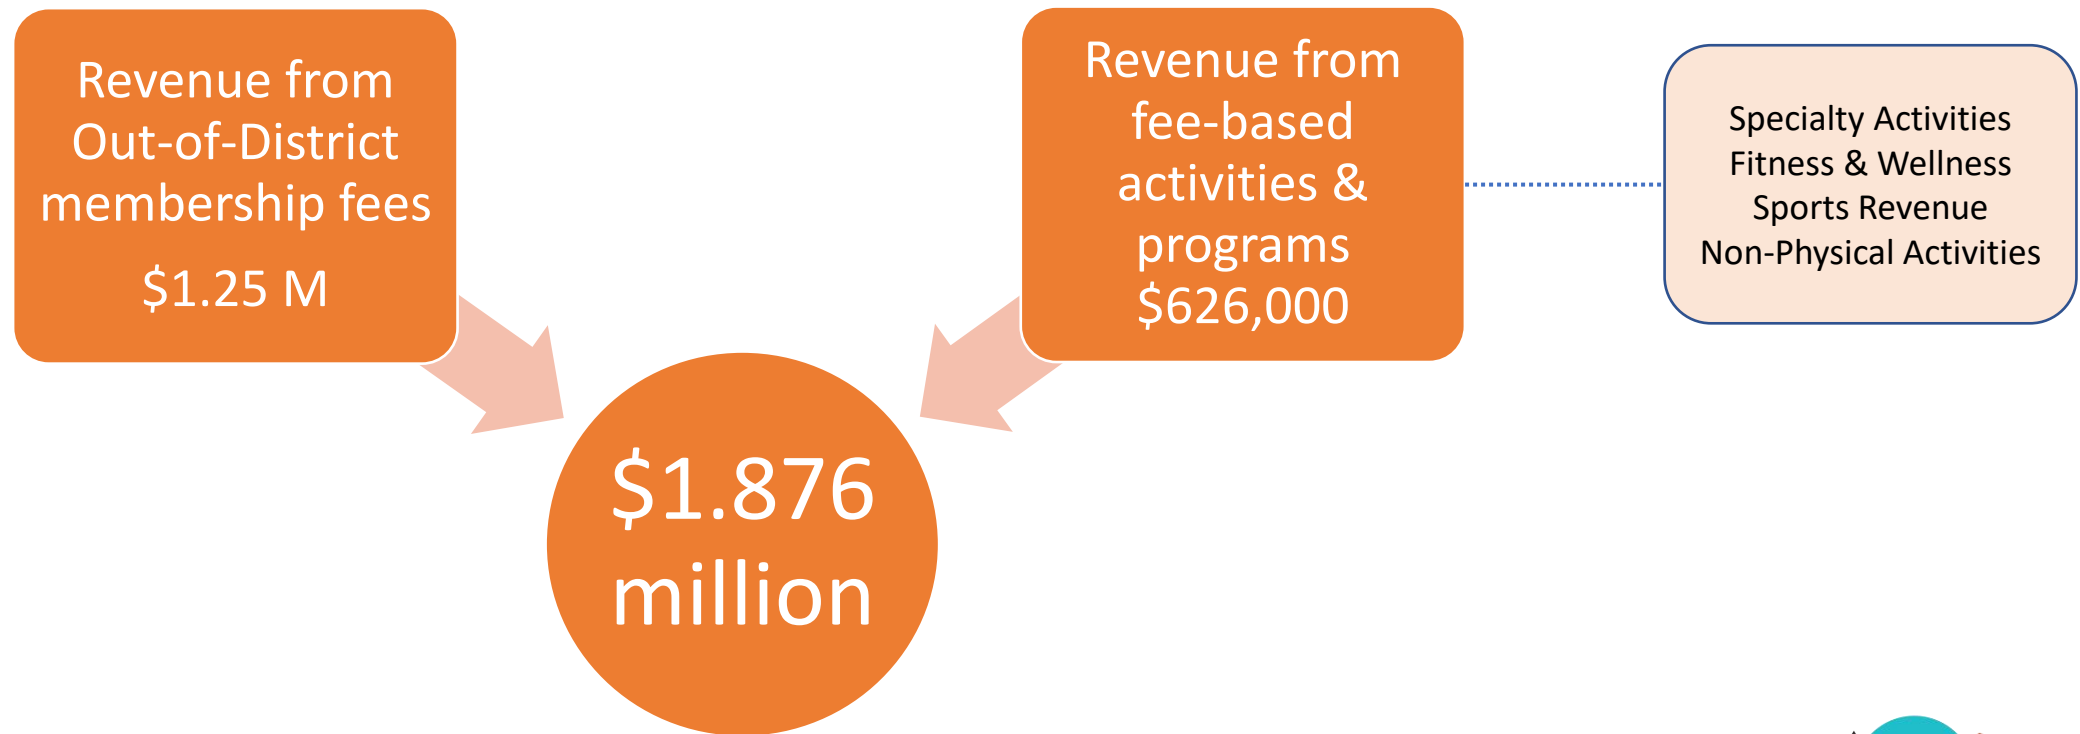 Revenue from
Out-of-District
membership fees
$1.25 M
Revenue from
fee-based
activities &
programs
$626,000
Specialty Activities
Fitness & Wellness
Sports Revenue
Non-Physical Activities
$1.876
million